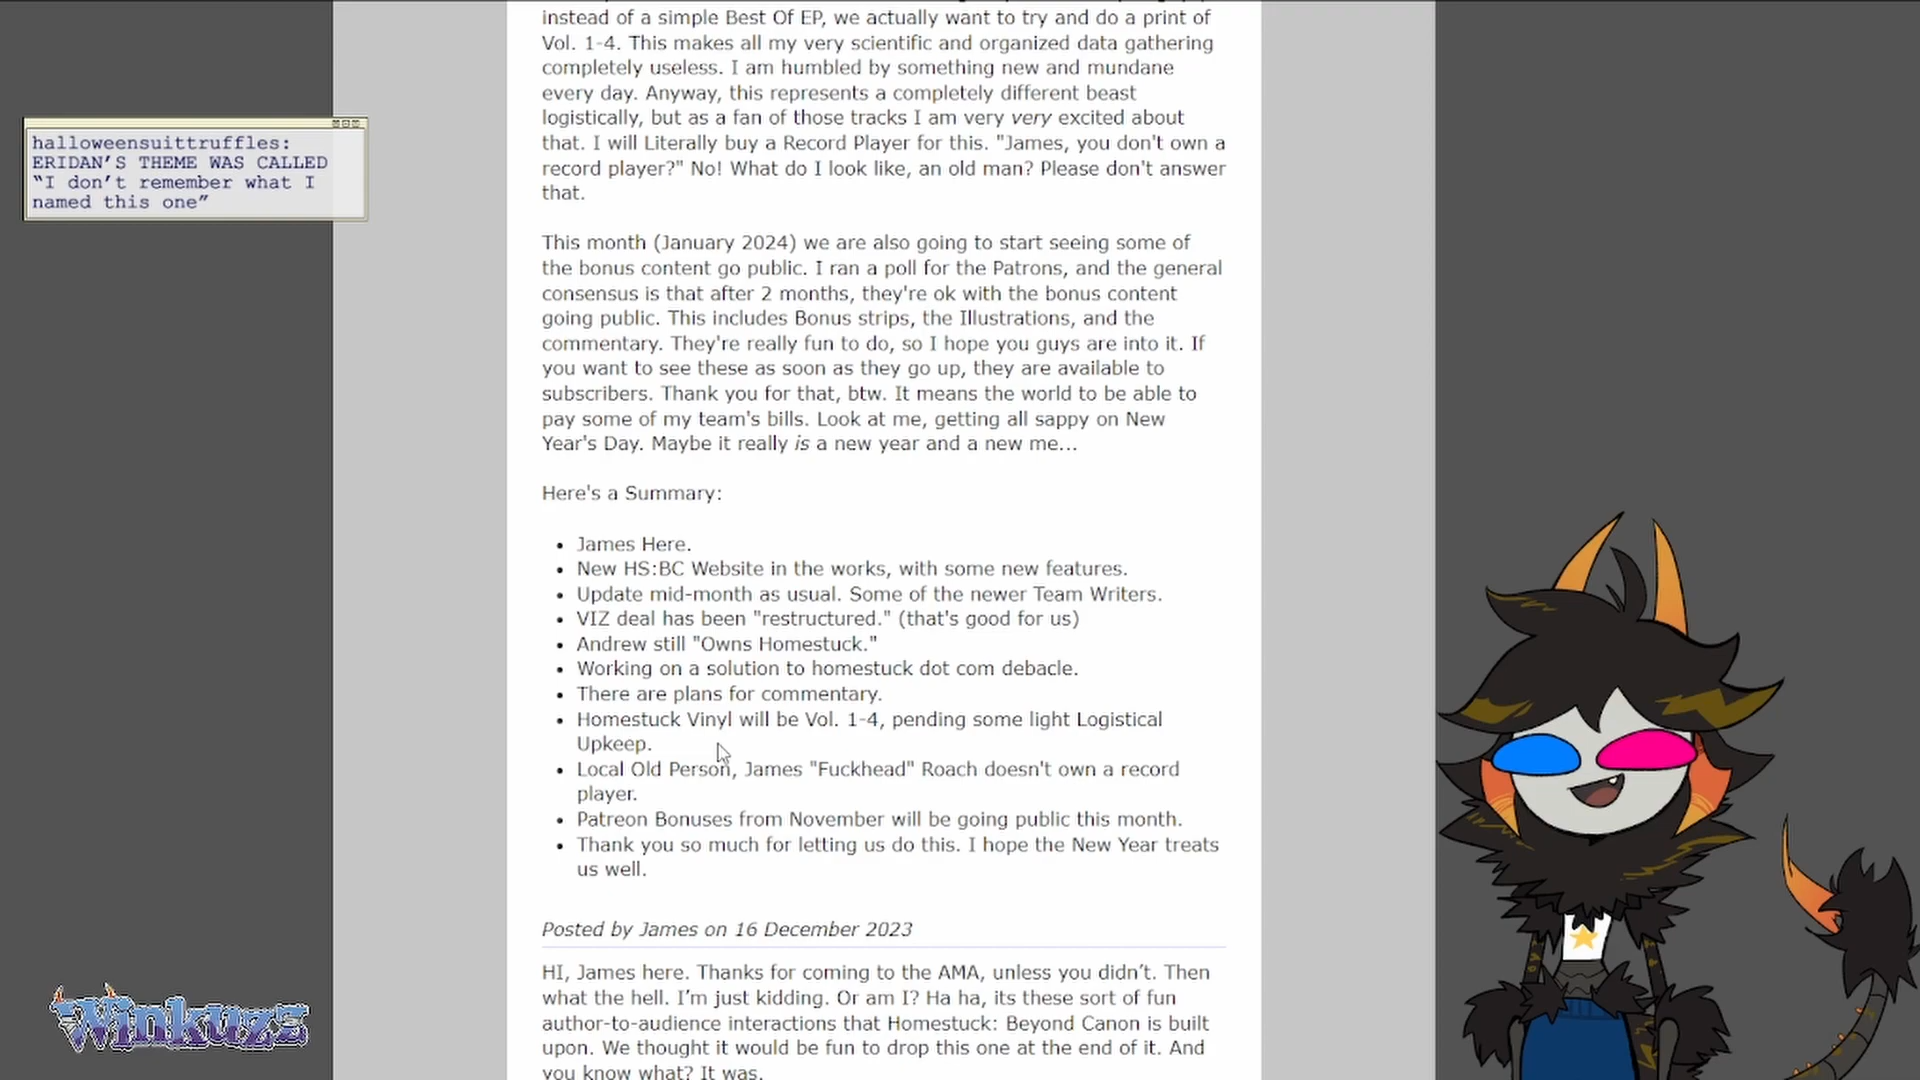 instead of a simple Best Of EP, we actually want to try and do a print of
Vol. 1-4. This makes all my very scientific and organized data gathering
completely useless. I am humbled by something new and mundane
every day. Anyway, this represents a completely different beast
logistically, but as a fan of those tracks I am very very excited about
that. I will Literally buy a Record Player for this. "James, you don't own a
record player?" No! What do I look like, an old man? Please don't answer
that.
halloweensuittruffles:
ERIDAN’S THEME WAS CALLED
“I don’t remember what I
named this one”
This month (January 2024) we are also going to start seeing some of
the bonus content go public. I ran a poll for the Patrons, and the general
consensus is that after 2 months, they're ok with the bonus content
going public. This includes Bonus strips, the Illustrations, and the
commentary. They're really fun to do, so I hope you guys are into it. If
you want to see these as soon as they go up, they are available to
subscribers. Thank you for that, btw. It means the world to be able to
pay some of my team's bills. Look at me, getting all sappy on New
Year's Day. Maybe it really is a new year and a new me...
Here's a Summary:
• James Here.
• New HS:BC Website in the works, with some new features.
• Update mid-month as usual. Some of the newer Team Writers.
• VIZ deal has been "restructured." (that's good for us)
• Andrew still "Owns Homestuck."
• Working on a solution to homestuck dot com debacle.
• There are plans for commentary.
• Homestuck Vinyl will be Vol. 1-4, pending some light Logistical
Upkeep.
• Local Old Person, James "Fuckhead" Roach doesn't own a record
player.
• Patreon Bonuses from November will be going public this month.
• Thank you so much for letting us do this. I hope the New Year treats
us well.
Posted by James on 16 December 2023
HI, James here. Thanks for coming to the AMA, unless you didn’t. Then
what the hell. I’m just kidding. Or am I? Ha ha, its these sort of fun
author-to-audience interactions that Homestuck: Beyond Canon is built
upon. We thought it would be fun to drop this one at the end of it. And
you know what? It was.
Winkuzz